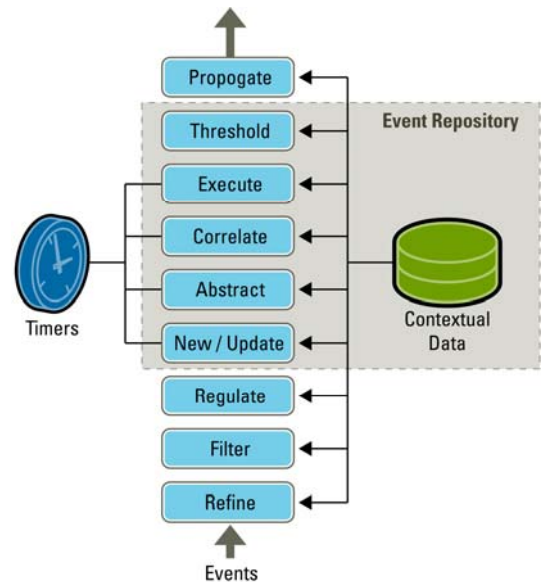 Propogate
Threshold
Event Repository
Execute
Correlate
Timers
Abstract
Contextual
Data
New / Update
Regulate
Filter
Refine
Events